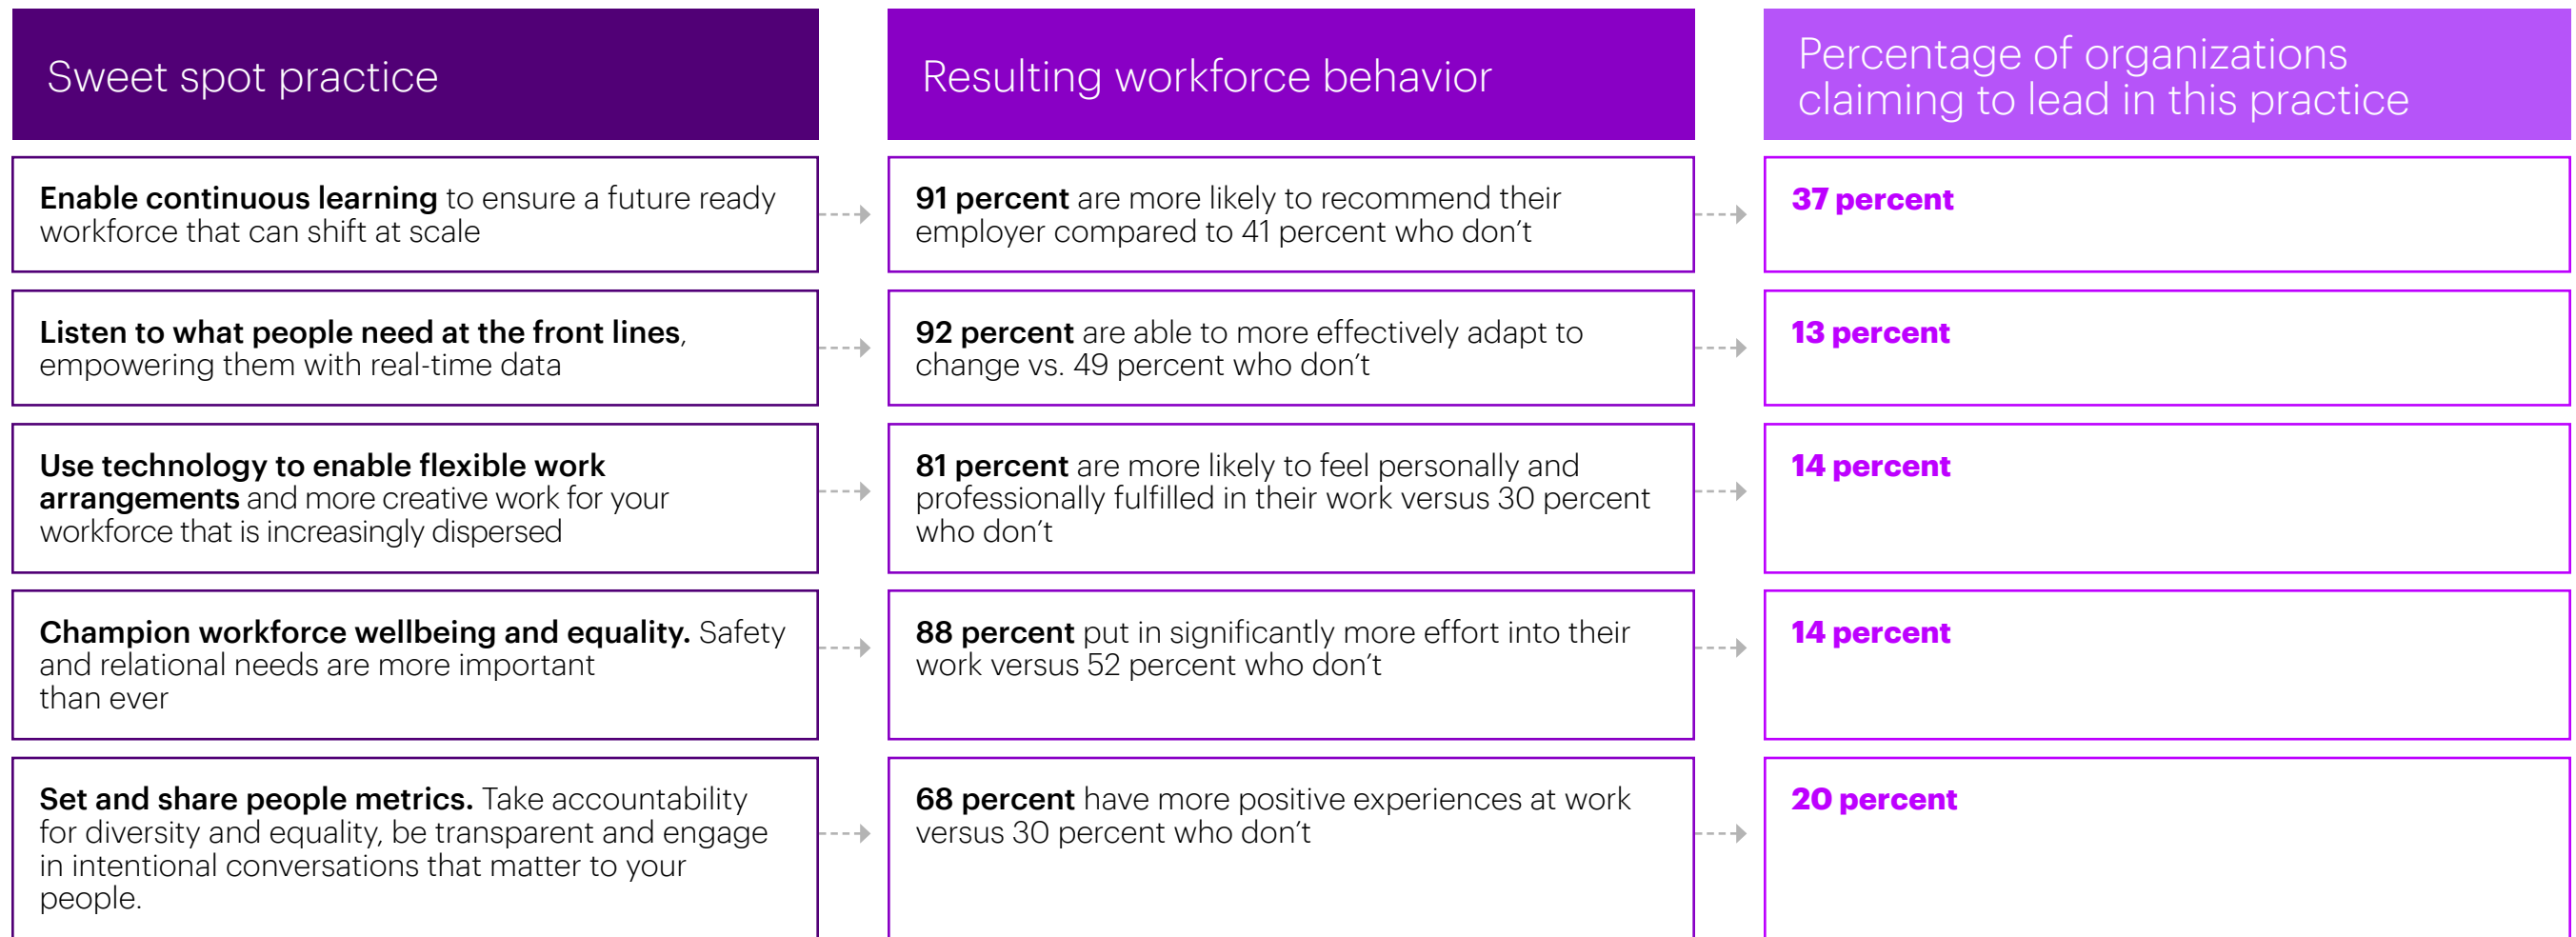 Sweet spot practice
Resulting workforce behavior
Percentage of organizations
claiming to lead in this practice
Enable continuous learning to ensure a future ready
workforce that can shift at scale
91 percent are more likely to recommend their
employer compared to 41 percent who don’t
37 percent
Listen to what people need at the front lines,
empowering them with real-time data
92 percent are able to more effectively adapt to
change vs. 49 percent who don’t
13 percent
Use technology to enable flexible work
arrangements and more creative work for your
workforce that is increasingly dispersed
81 percent are more likely to feel personally and
professionally fulfilled in their work versus 30 percent
who don’t
14 percent
Champion workforce wellbeing and equality. Safety
and relational needs are more important
than ever
88 percent put in significantly more effort into their
work versus 52 percent who don’t
14 percent
Set and share people metrics. Take accountability
for diversity and equality, be transparent and engage
in intentional conversations that matter to your
people.
68 percent have more positive experiences at work
versus 30 percent who don’t
20 percent